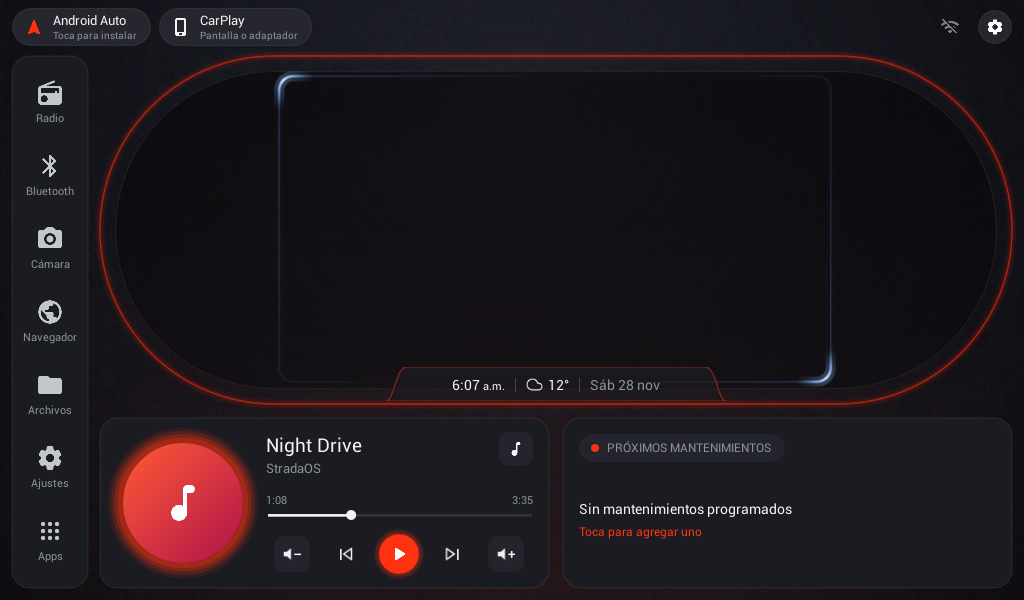 Android Auto
Toca para instalar
CarPlay
Pantalla o adaptador
Radio
Bluetooth
Cámara
Navegador
Archivos
Ajustes
Apps
6:07 a.m. 12° Sáb 28 nov
Night Drive
StradaOS
1:08 3:35
PRÓXIMOS MANTENIMIENTOS
Sin mantenimientos programados
Toca para agregar uno